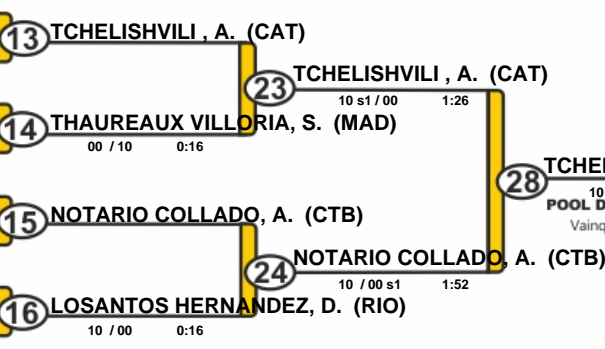 13 TCHELISHVILI , A. (CAT)
23 TCHELISHVILI , A. (CAT)
10 s1 / 00 1:26
14 THAUREAUX VILLORIA, S. (MAD)
00 / 10 0:16
28 TCHEL
10
POOL D
Vainq
15 NOTARIO COLLADO, A. (CTB)
24 NOTARIO COLLADO, A. (CTB)
10 / 00 s1 1:52
16 LOSANTOS HERNANDEZ, D. (RIO)
10 / 00 0:16